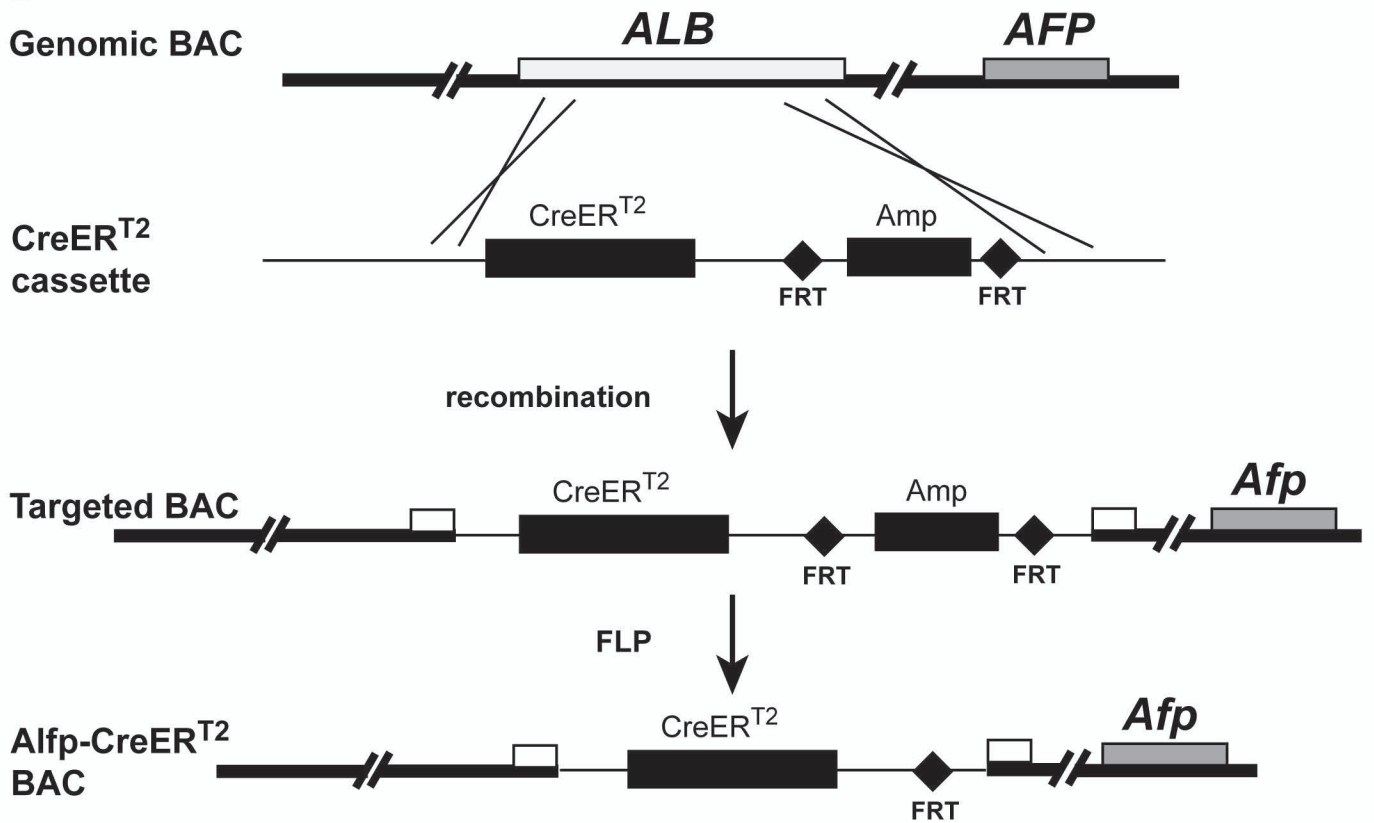 Genomic BAC
ALB
AFP
CreERT2
cassette
CreERT2
Amp
FRT
FRT
recombination
Targeted BAC
CreERT2
Amp
Afp
FRT
FRT
FLP
Alfp-CreERT2
BAC
CreERT2
Afp
FRT